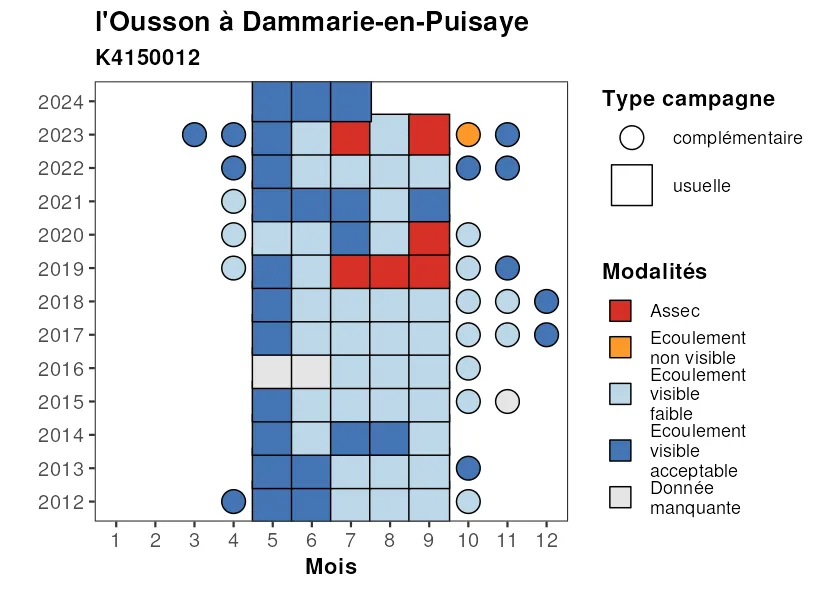 l'Ousson à Dammarie-en-Puisaye
K4150012
2024
2023
2022
2021
2020
2019
2018
2017
2016
2015
2014
2013
2012
1 2 3 4 5 6 7 8 9 10 11 12
Mois
Type campagne
complémentaire
usuelle
Modalités
Assec
Ecoulement
non visible
Ecoulement
visible
faible
Ecoulement
visible
acceptable
Donnée
manquante